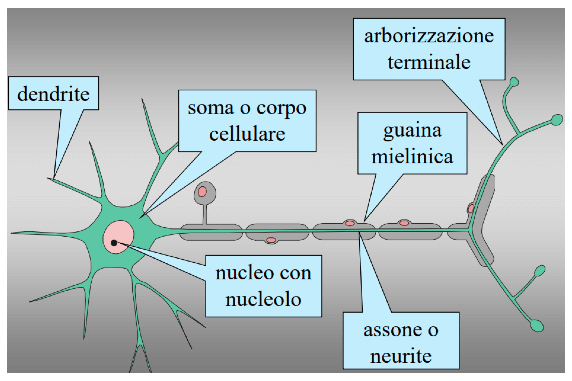 arborizzazione
terminale
dendrite
soma o corpo
cellulare
guaina
mielinica
nucleo con
nucleolo
assone o
neurite